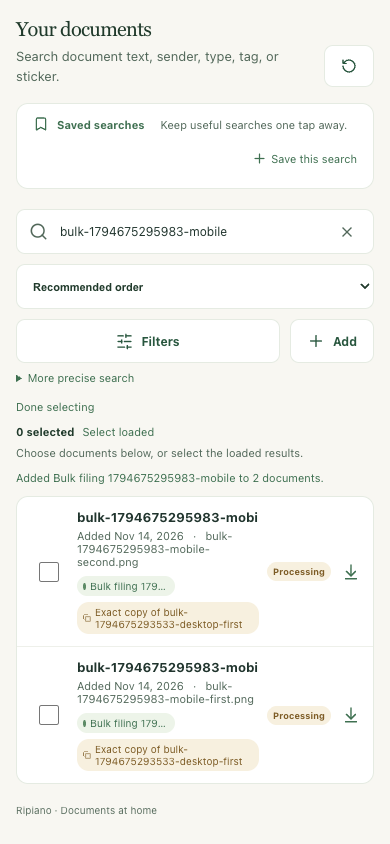 Your documents
Search document text, sender, type, tag, or
sticker.
Saved searches Keep useful searches one tap away.
Save this search
bulk-1794675295983-mobile
Recommended order
Filters
Add
More precise search
Done selecting
0 selected Select loaded
Choose documents below, or select the loaded results.
Added Bulk filing 1794675295983-mobile to 2 documents.
bulk-1794675295983-mobi
Added Nov 14, 2026 · bulk-
1794675295983-mobile-
second.png
Processing
Bulk filing 179...
Exact copy of bulk-
1794675293533-desktop-first
bulk-1794675295983-mobi
Added Nov 14, 2026 · bulk-
1794675295983-mobile-first.png
Processing
Bulk filing 179...
Exact copy of bulk-
1794675293533-desktop-first
Ripiano · Documents at home